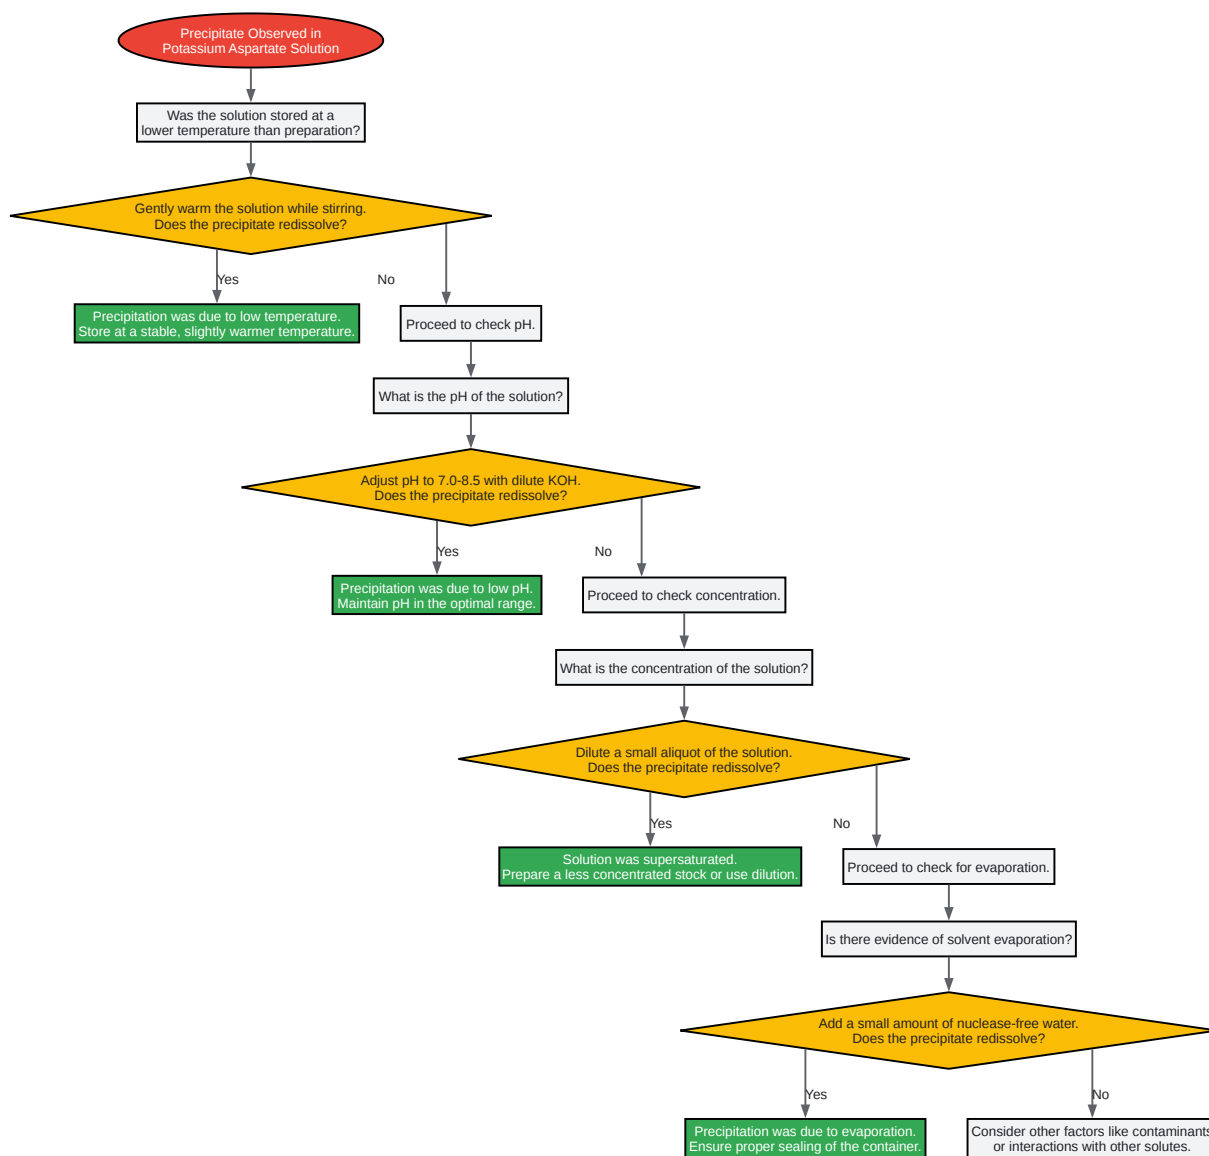 Precipitate Observed in
Potassium Aspartate Solution
Was the solution stored at a
lower temperature than preparation?
Gently warm the solution while stirring.
Does the precipitate redissolve?
Yes
No
Precipitation was due to low temperature.
Store at a stable, slightly warmer temperature.
Proceed to check pH.
What is the pH of the solution?
Adjust pH to 7.0-8.5 with dilute KOH.
Does the precipitate redissolve?
Yes
No
Precipitation was due to low pH.
Maintain pH in the optimal range.
Proceed to check concentration.
What is the concentration of the solution?
Dilute a small aliquot of the solution.
Does the precipitate redissolve?
Yes
No
Solution was supersaturated.
Prepare a less concentrated stock or use dilution.
Proceed to check for evaporation.
Is there evidence of solvent evaporation?
Add a small amount of nuclease-free water.
Does the precipitate redissolve?
Yes
No
Precipitation was due to evaporation.
Ensure proper sealing of the container.
Consider other factors like contaminants
or interactions with other solutes.